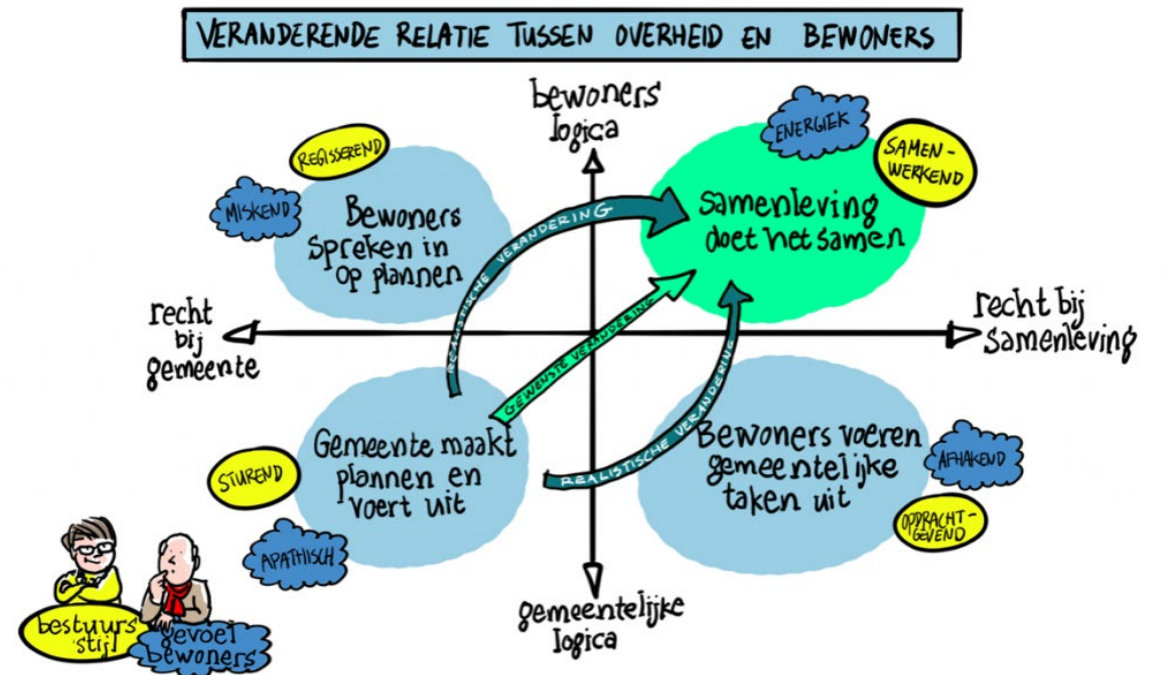 VERANDERENDE RELATIE TUSSEN OVERHEID EN BEWONERS
bewoners'
logica
ENERGIEK
SAMEN-
WERKEND
REGISSEREND
MISKEND
Bewoners
spreken in
op plannen
samenleving
doet het samen
REALISTISCHE VERANDERING
GEWENSTE VERANDERING
REALISTISCHE VERANDERING
recht
bij
gemeente
recht bij
samenleving
STUREND
APATHISCH
Gemeente maakt
plannen en
voert uit
Bewoners voeren
gemeentelijke
taken uit
AFHAKEND
OPDRACHT-
GEVEND
gemeentelijke
logica
bestuurs
stijl
gevoel
bewoners